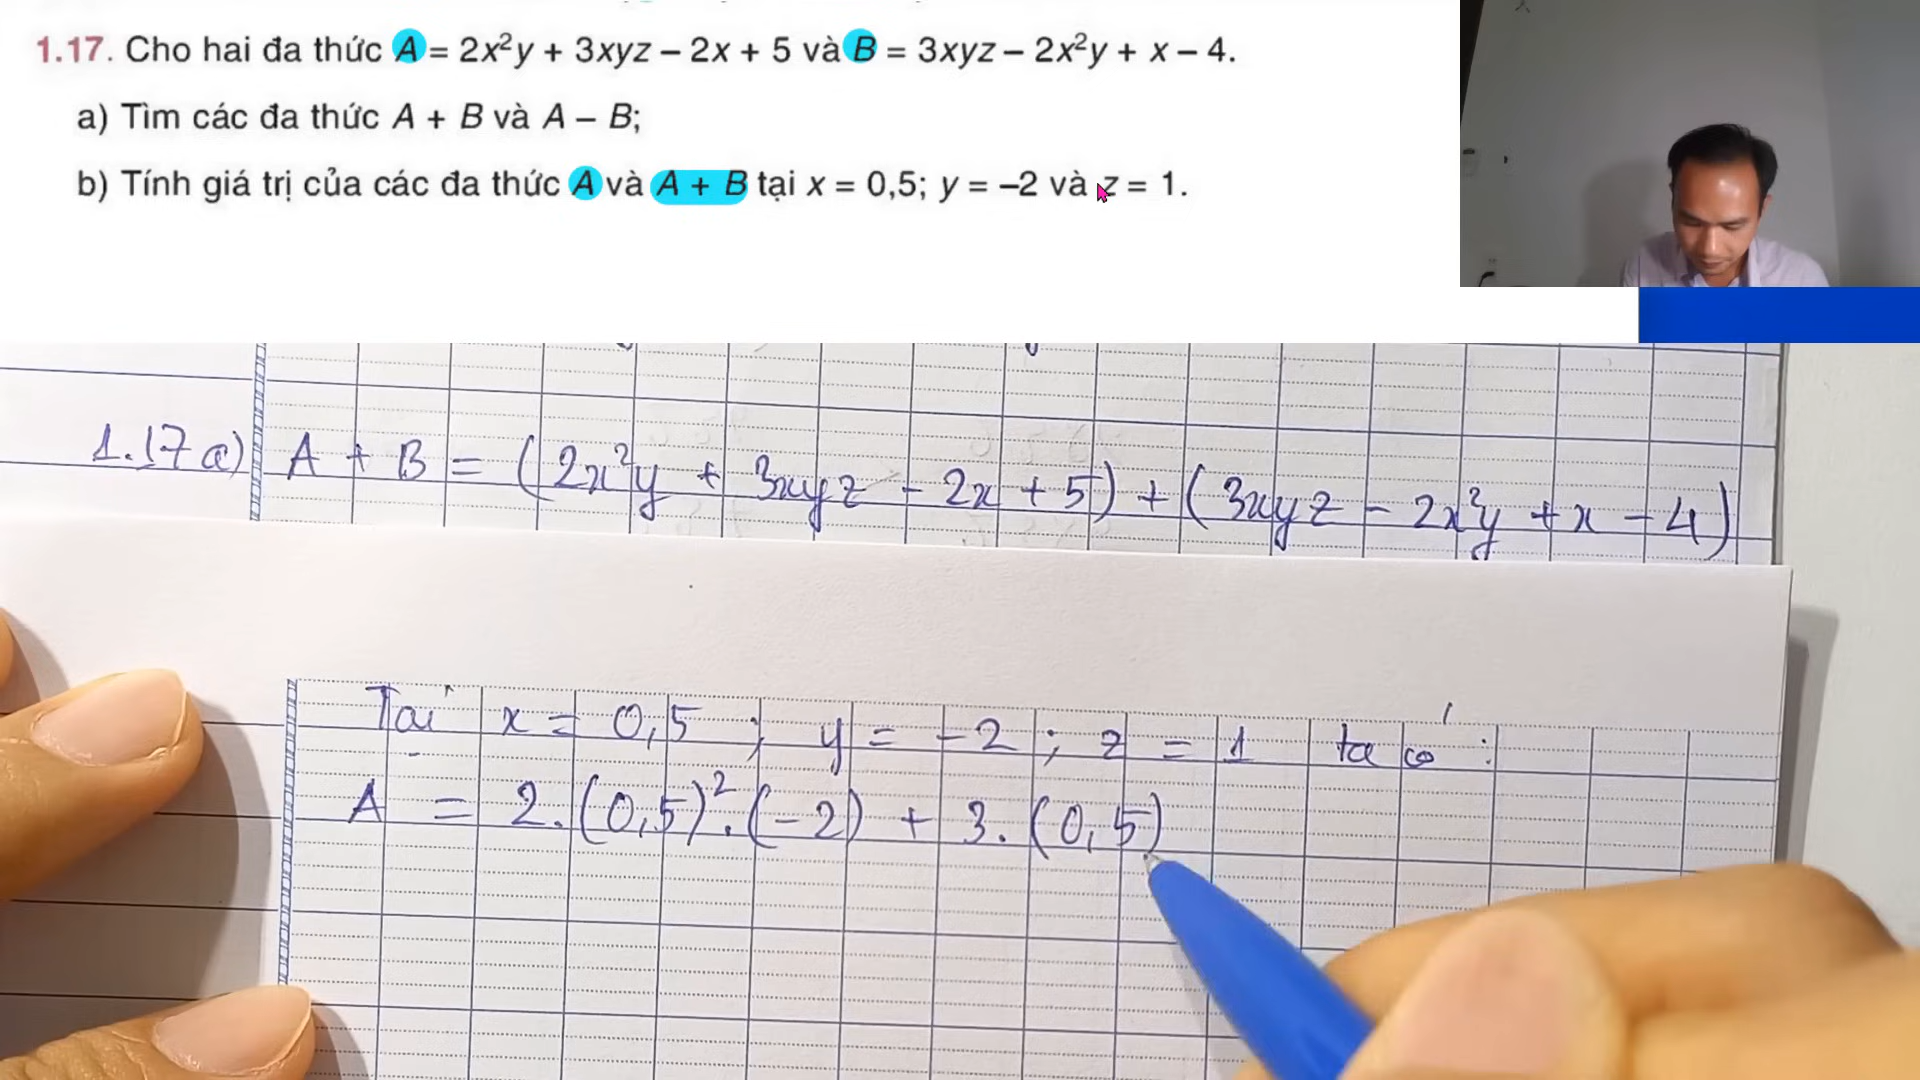 1.17. Cho hai đa thức A = 2x²y + 3xyz – 2x + 5 và B = 3xyz – 2x²y + x – 4.
a) Tìm các đa thức A + B và A – B;
b) Tính giá trị của các đa thức A và A + B tại x = 0,5; y = –2 và z = 1.
1.17 a) A + B = (2x²y + 3xyz - 2x + 5) + (3xyz - 2x²y + x - 4)
Tại x = 0,5 ; y = -2 ; z = 1 ta có :
A = 2.(0,5)².(-2) + 3.(0,5)